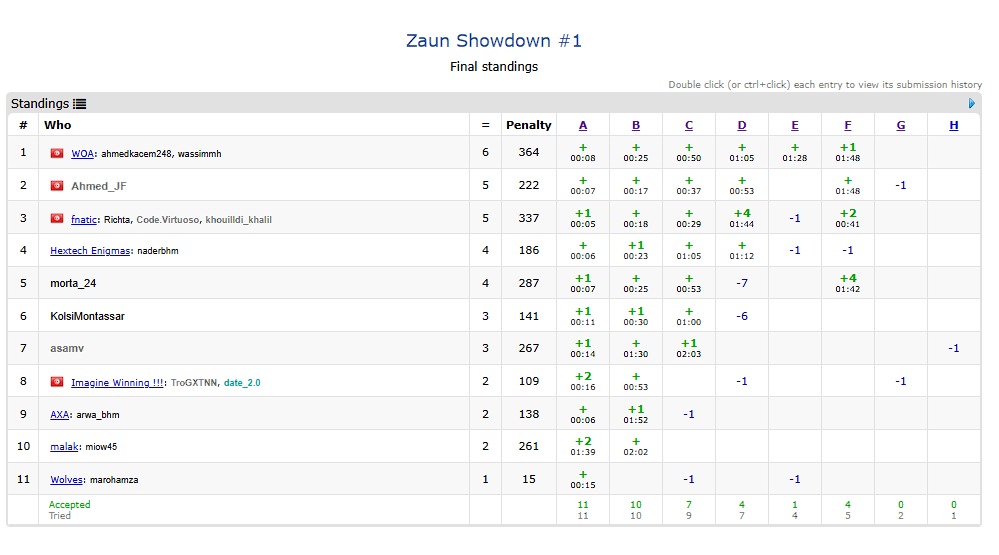 Zaun Showdown #1
Final standings
Double click (or ctrl+click) each entry to view its submission history
Standings
# Who = Penalty A B C D E F G H
1 WOA: ahmedkacem248, wassimmh 6 364 + + + + + +1
00:08 00:25 00:50 01:05 01:28 01:48
2 Ahmed_JF 5 222 + + + + + -1
00:07 00:17 00:37 00:53 01:48
3 fnatic: Richta, Code.Virtuoso, khouilldi_khalil 5 337 +1 + + +4 -1 +2
00:05 00:18 00:29 01:44 00:41
4 Hextech Enigmas: naderbhm 4 186 + +1 + + -1 -1
00:06 00:23 01:05 01:12
5 morta_24 4 287 +1 + + -7 +4
00:07 00:25 00:53 01:42
6 KolsiMontassar 3 141 +1 +1 + -6
00:11 00:30 01:00
7 asamv 3 267 +1 + +1 -1
00:14 01:30 02:03
8 Imagine Winning !!!: TroGXTNN, date_2.0 2 109 +2 + -1 -1
00:16 00:53
9 AXA: arwa_bhm 2 138 + +1 -1
00:06 01:52
10 malak: miow45 2 261 +2 + 
01:39 02:02
11 Wolves: marohamza 1 15 + -1 -1
00:15
Accepted 11 10 7 4 1 4 0 0
Tried 11 10 9 7 4 5 2 1